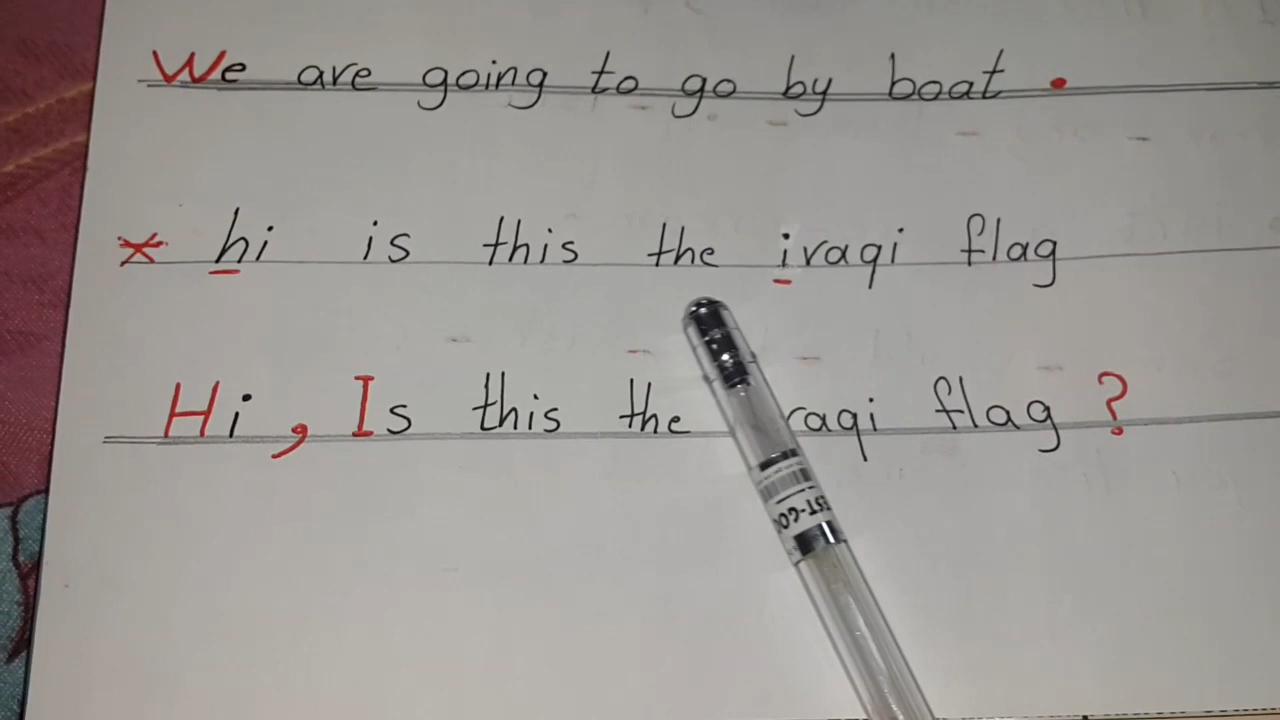 We are going to go by boat .
* hi is this the iraqi flag
Hi , Is this the raqi flag ?